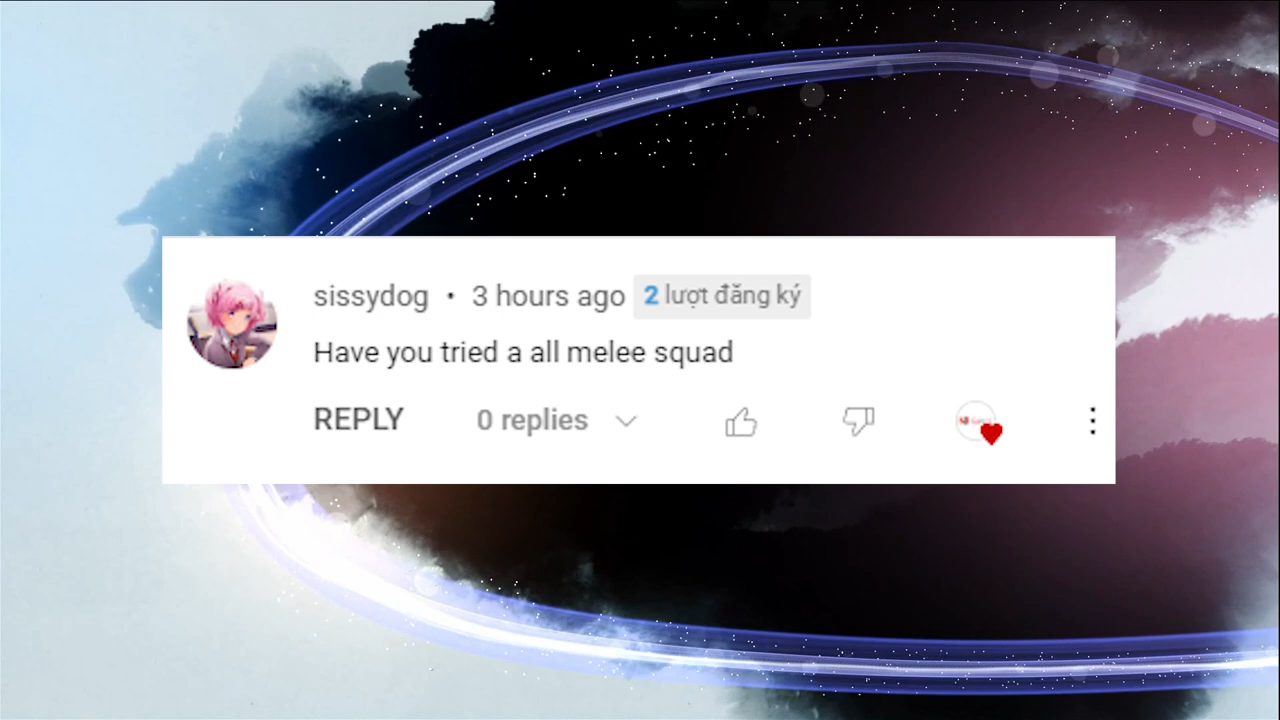 sissydog • 3 hours ago 2 lượt đăng ký
Have you tried a all melee squad
REPLY 0 replies